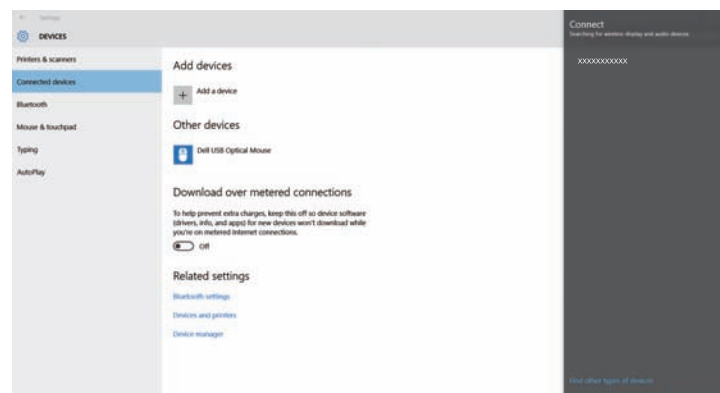 Settings
DEVICES
Printers & scanners
Connected devices
Bluetooth
Mouse & touchpad
Typing
AutoPlay
Add devices
Add a device
Other devices
Dell USB Optical Mouse
Download over metered connections
To help prevent extra charges, keep this off so device software
(drivers, info, and apps) for new devices won't download while
you're on metered Internet connections.
Off
Related settings
Bluetooth settings
Devices and printers
Device manager
Connect
Searching for wireless display and audio devices
XXXXXXXXXXX
Find other types of devices